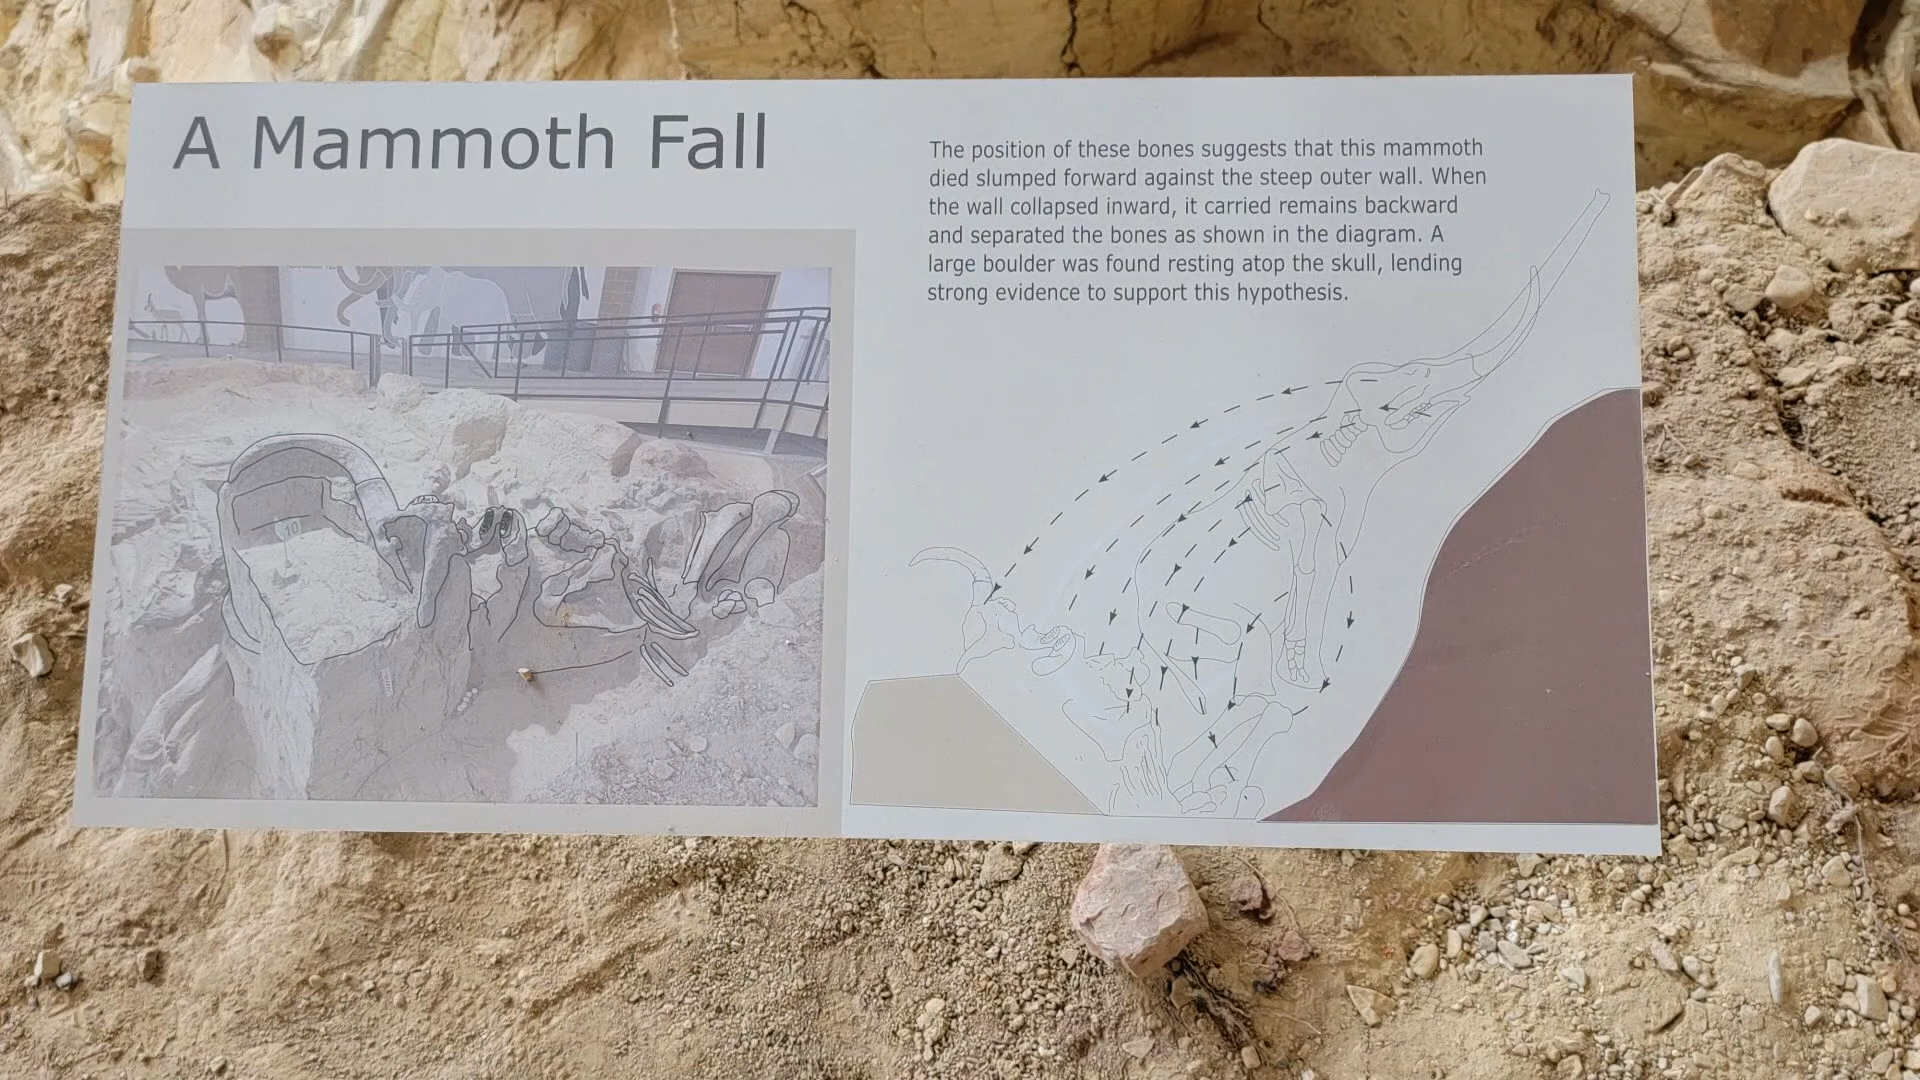 A Mammoth Fall
The position of these bones suggests that this mammoth
died slumped forward against the steep outer wall. When
the wall collapsed inward, it carried remains backward
and separated the bones as shown in the diagram. A
large boulder was found resting atop the skull, lending
strong evidence to support this hypothesis.
10